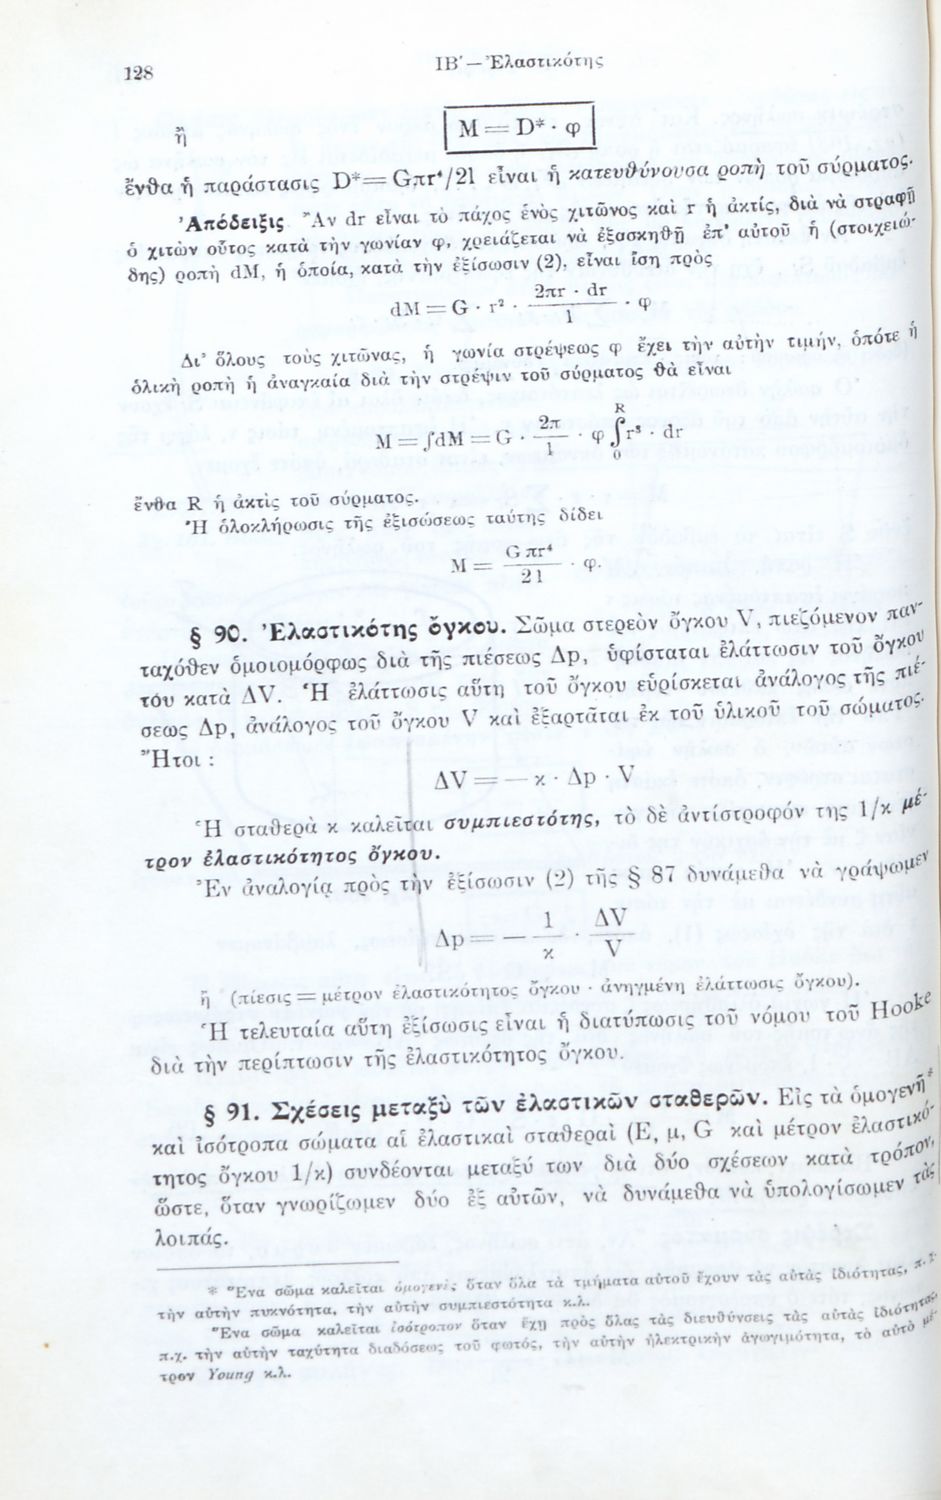 128
ΙΒ′ — Ἐλαστικότης
ἢ
M = D* · φ
ἔνθα ἡ παράστασις D* = Gπr⁴/2l εἶναι ἡ κατευθύνουσα ροπὴ τοῦ σύρματος.
Ἀπόδειξις Ἂν dr εἶναι τὸ πάχος ἑνὸς χιτῶνος καὶ r ἡ ἀκτίς, διὰ νὰ στραφῇ
ὁ χιτὼν οὗτος κατὰ τὴν γωνίαν φ, χρειάζεται νὰ ἐξασκηθῇ ἐπ' αὐτοῦ ἡ (στοιχειώ-
δης) ροπὴ dM, ἡ ὁποία, κατὰ τὴν ἐξίσωσιν (2), εἶναι ἴση πρὸς
dM = G · r² · 2πr · dr / l · φ
Δι' ὅλους τοὺς χιτῶνας, ἡ γωνία στρέψεως φ ἔχει τὴν αὐτὴν τιμήν, ὁπότε ἡ
ὁλικὴ ροπὴ ἡ ἀναγκαία διὰ τὴν στρέψιν τοῦ σύρματος θὰ εἶναι
M = ∫dM = G · 2π / l · φ ∫₀ᴿ r³ · dr
ἔνθα R ἡ ἀκτὶς τοῦ σύρματος.
Ἡ ὁλοκλήρωσις τῆς ἐξισώσεως ταύτης δίδει
M = G πr⁴ / 2l · φ.
§ 90. Ἐλαστικότης ὄγκου. Σῶμα στερεὸν ὄγκου V, πιεζόμενον παν-
ταχόθεν ὁμοιομόρφως διὰ τῆς πιέσεως Δp, ὑφίσταται ἐλάττωσιν τοῦ ὄγκου
του κατὰ ΔV. Ἡ ἐλάττωσις αὕτη τοῦ ὄγκου εὑρίσκεται ἀνάλογος τῆς πιέ-
σεως Δp, ἀνάλογος τοῦ ὄγκου V καὶ ἐξαρτᾶται ἐκ τοῦ ὑλικοῦ τοῦ σώματος.
Ἤτοι :
ΔV = — κ · Δp · V
Ἡ σταθερὰ κ καλεῖται συμπιεστότης, τὸ δὲ ἀντίστροφόν της 1/κ μέ-
τρον ἐλαστικότητος ὄγκου.
Ἐν ἀναλογίᾳ πρὸς τὴν ἐξίσωσιν (2) τῆς § 87 δυνάμεθα νὰ γράψωμεν
Δp = — 1 / κ · ΔV / V
ἢ (πίεσις = μέτρον ἐλαστικότητος ὄγκου · ἀνηγμένη ἐλάττωσις ὄγκου).
Ἡ τελευταία αὕτη ἐξίσωσις εἶναι ἡ διατύπωσις τοῦ νόμου τοῦ Hooke
διὰ τὴν περίπτωσιν τῆς ἐλαστικότητος ὄγκου.
§ 91. Σχέσεις μεταξὺ τῶν ἐλαστικῶν σταθερῶν. Εἰς τὰ ὁμογενῆ*
καὶ ἰσότροπα σώματα αἱ ἐλαστικαὶ σταθεραὶ (E, μ, G καὶ μέτρον ἐλαστικό-
τητος ὄγκου 1/κ) συνδέονται μεταξύ των διὰ δύο σχέσεων κατὰ τρόπον,
ὥστε, ὅταν γνωρίζωμεν δύο ἐξ αὐτῶν, νὰ δυνάμεθα νὰ ὑπολογίσωμεν τὰς
λοιπάς.
* Ἕνα σῶμα καλεῖται ὁμογενὲς ὅταν ὅλα τὰ τμήματα αὐτοῦ ἔχουν τὰς αὐτὰς ἰδιότητας, π.χ.
τὴν αὐτὴν πυκνότητα, τὴν αὐτὴν συμπιεστότητα κ.λ.
Ἕνα σῶμα καλεῖται ἰσότροπον ὅταν ἔχῃ πρὸς ὅλας τὰς διευθύνσεις τὰς αὐτὰς ἰδιότητας,
π.χ. τὴν αὐτὴν ταχύτητα διαδόσεως τοῦ φωτός, τὴν αὐτὴν ἠλεκτρικὴν ἀγωγιμότητα, τὸ αὐτὸ μέ-
τρον Young κ.λ.